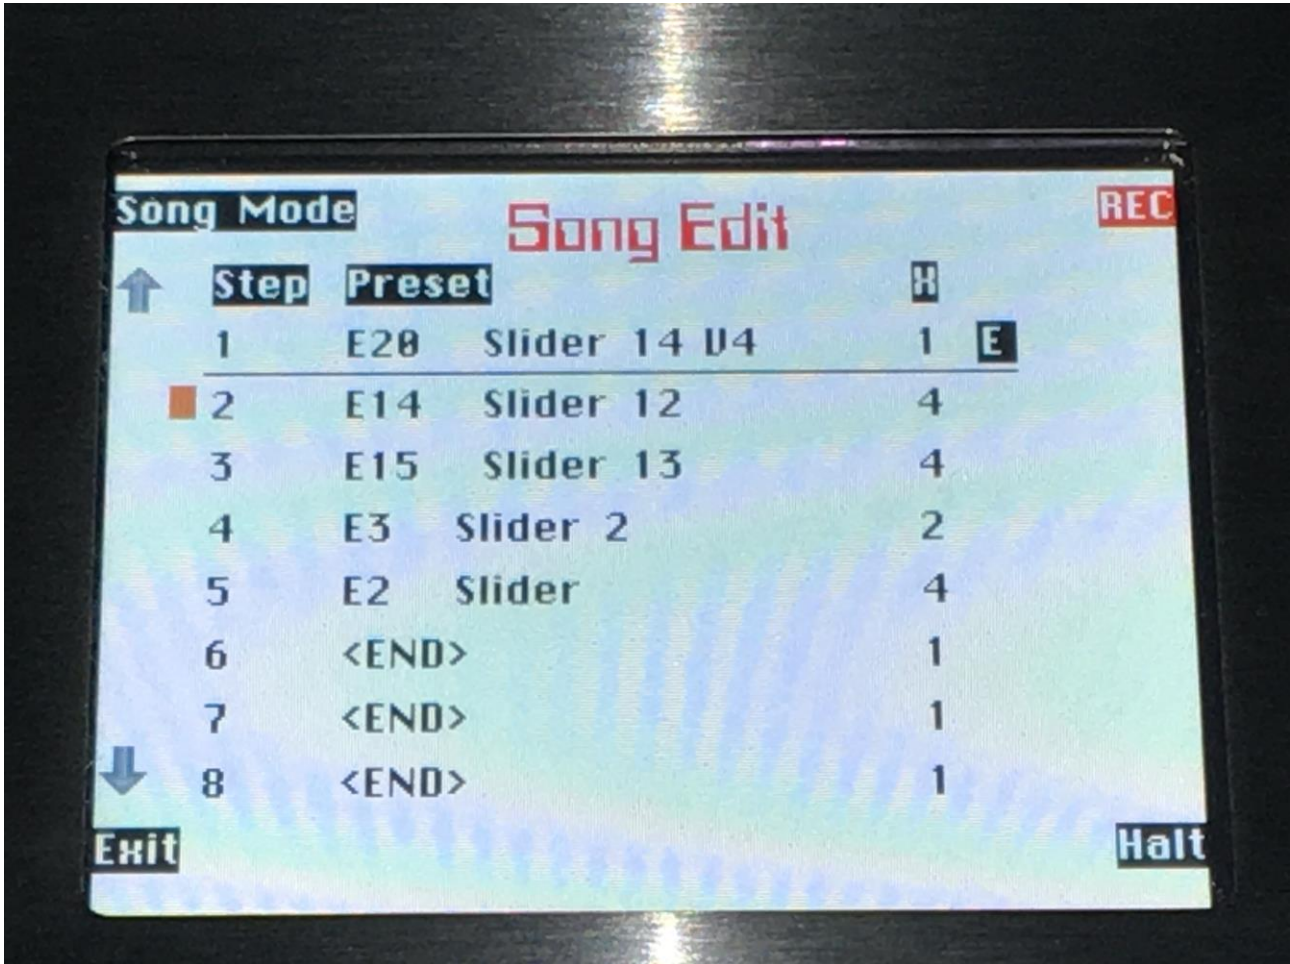 Song Mode
Song Edit
REC
Step Preset X
1 E20 Slider 14 V4 1 E
2 E14 Slider 12 4
3 E15 Slider 13 4
4 E3 Slider 2 2
5 E2 Slider 4
6 <END> 1
7 <END> 1
8 <END> 1
Exit
Halt